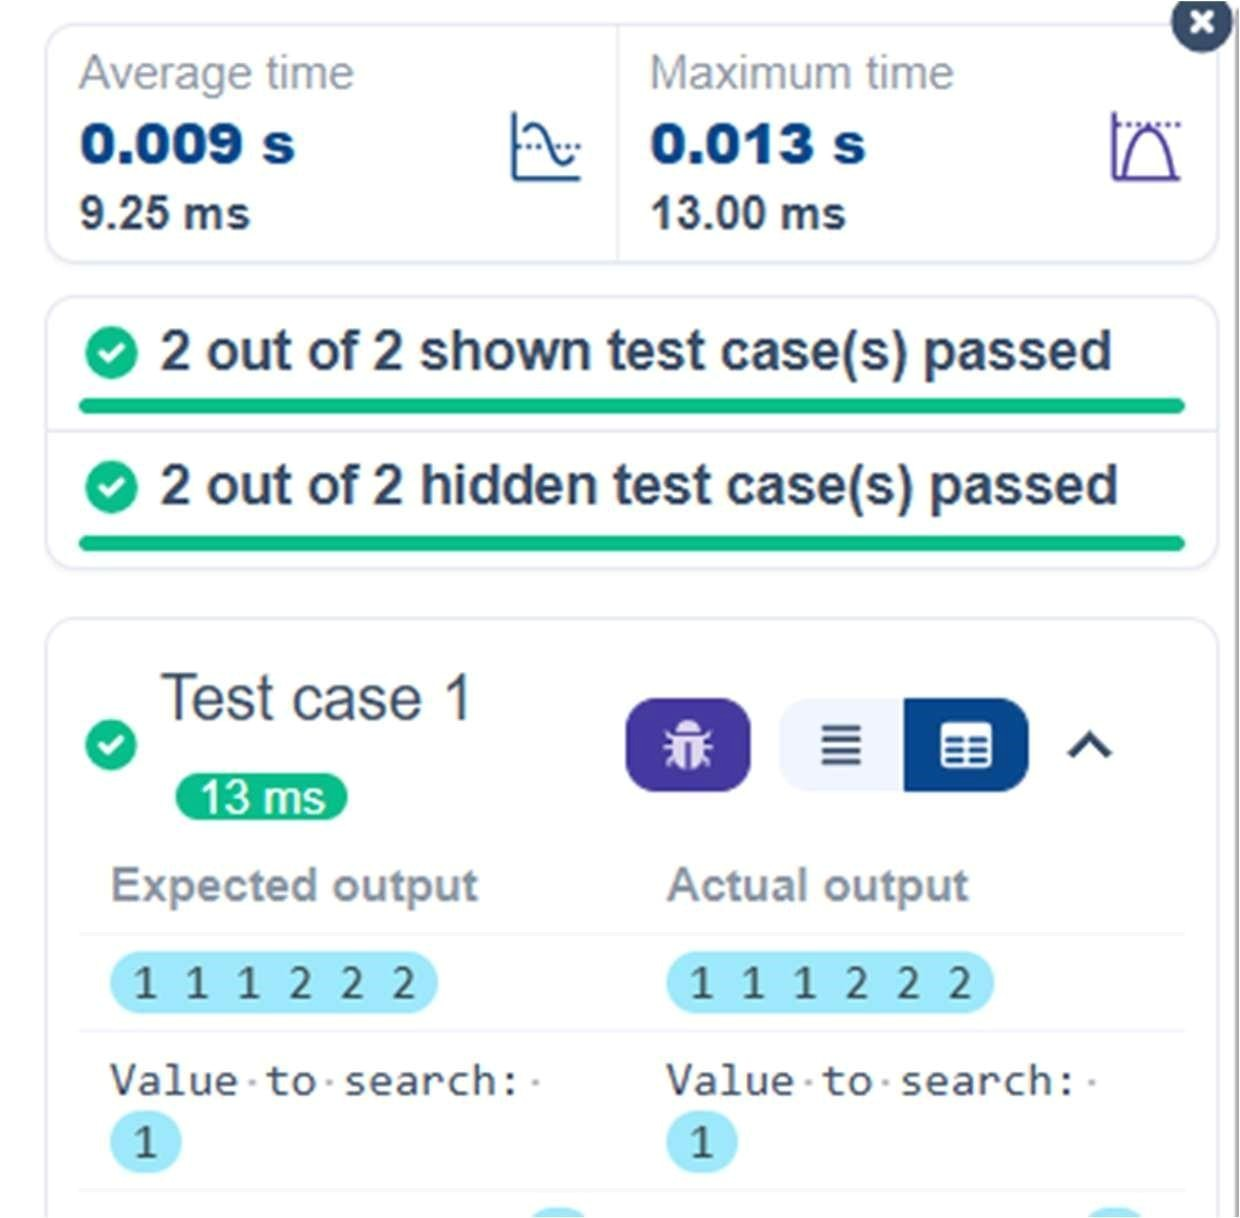 Average time
Maximum time
0.009 s
0.013 s
9.25 ms
13.00 ms
2 out of 2 shown test case(s) passed
2 out of 2 hidden test case(s) passed
Test case 1
13 ms
Expected output
Actual output
1 1 1 2 2 2
1 1 1 2 2 2
Value·to·search:·
Value·to·search:·
1
1